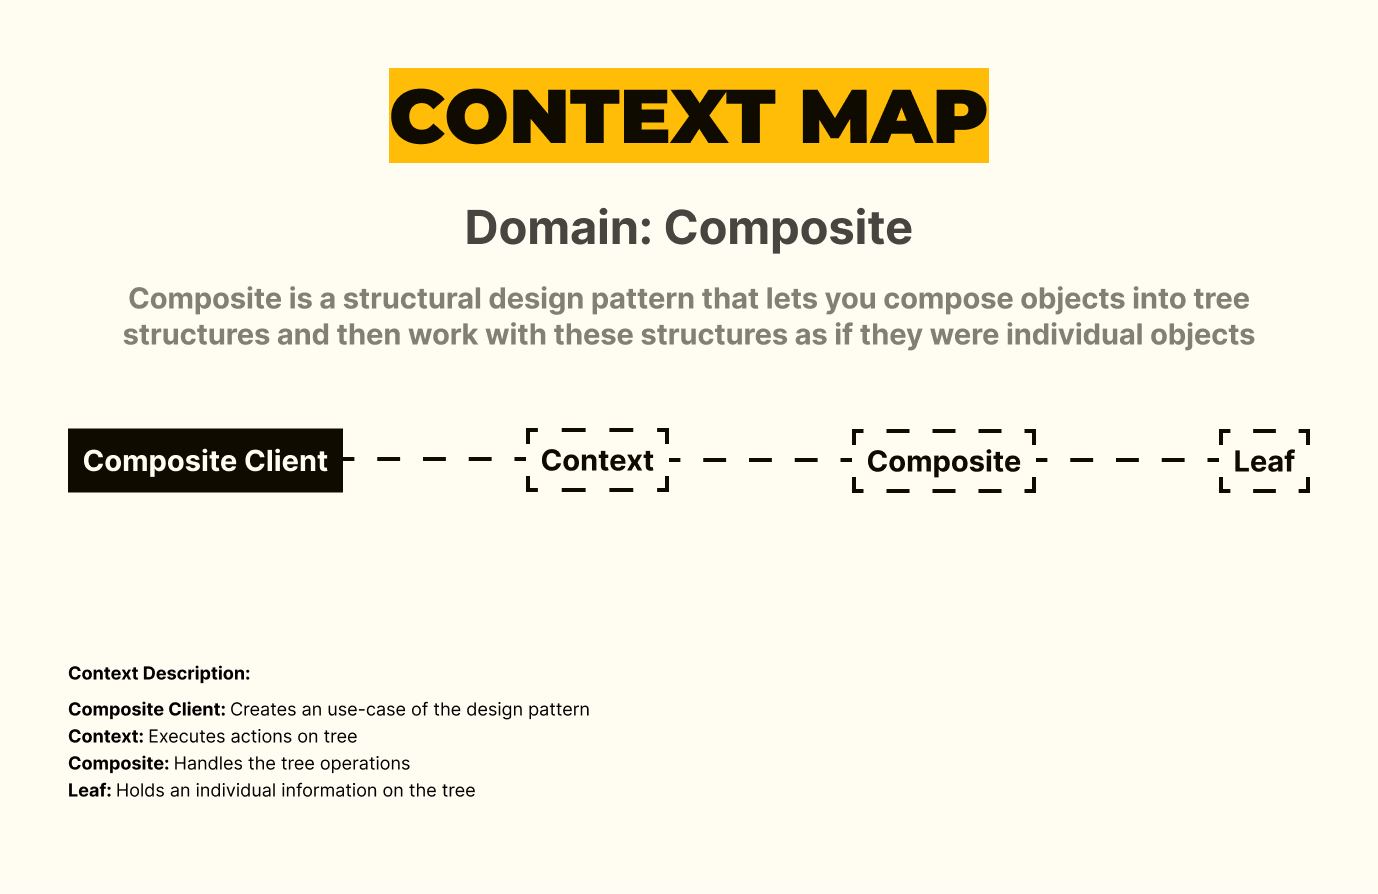 CONTEXT MAP
Domain: Composite
Composite is a structural design pattern that lets you compose objects into tree
structures and then work with these structures as if they were individual objects
Composite Client
Context
Composite
Leaf
Context Description:
Composite Client: Creates an use-case of the design pattern
Context: Executes actions on tree
Composite: Handles the tree operations
Leaf: Holds an individual information on the tree